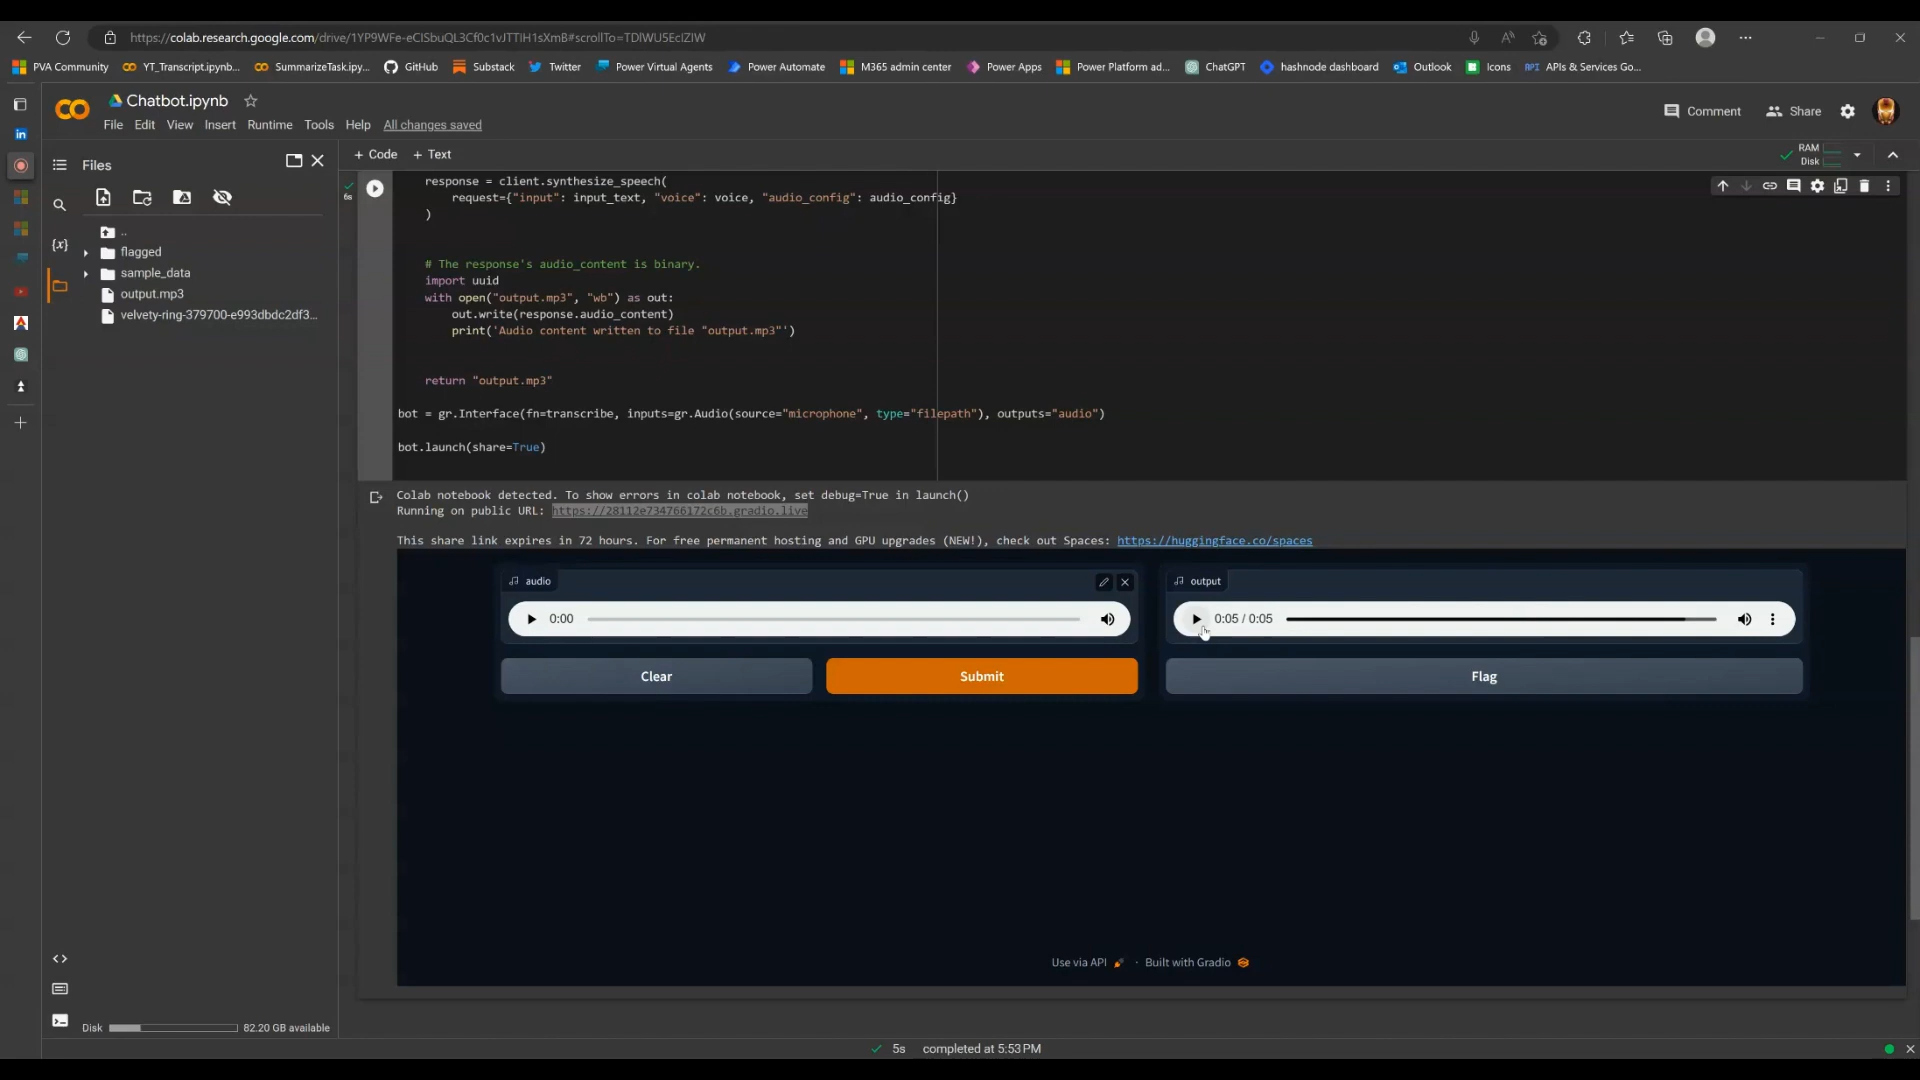 https://colab.research.google.com/drive/1YP9WFe-eCISbuQL3Cf0c1vJTTiH1sXmB#scrollTo=TDlWU5EcIZIW
PVA Community
YT_Transcript.ipynb...
SummarizeTask.ipy...
GitHub
Substack
Twitter
Power Virtual Agents
Power Automate
M365 admin center
Power Apps
Power Platform ad...
ChatGPT
hashnode dashboard
Outlook
Icons
API APIs & Services Go...
Chatbot.ipynb
Comment
Share
File Edit View Insert Runtime Tools Help All changes saved
Files
+ Code + Text
RAM
Disk
..
flagged
sample_data
output.mp3
velvety-ring-379700-e993dbdc2df3...
{x}
6s
response = client.synthesize_speech(
request={"input": input_text, "voice": voice, "audio_config": audio_config}
)
# The response's audio_content is binary.
import uuid
with open("output.mp3", "wb") as out:
out.write(response.audio_content)
print('Audio content written to file "output.mp3"')
return "output.mp3"
bot = gr.Interface(fn=transcribe, inputs=gr.Audio(source="microphone", type="filepath"), outputs="audio")
bot.launch(share=True)
Colab notebook detected. To show errors in colab notebook, set debug=True in launch()
Running on public URL: https://28112e734766172c6b.gradio.live
This share link expires in 72 hours. For free permanent hosting and GPU upgrades (NEW!), check out Spaces: https://huggingface.co/spaces
audio
output
0:00
0:05 / 0:05
Clear
Submit
Flag
Use via API · Built with Gradio
Disk 82.20 GB available
5s completed at 5:53 PM